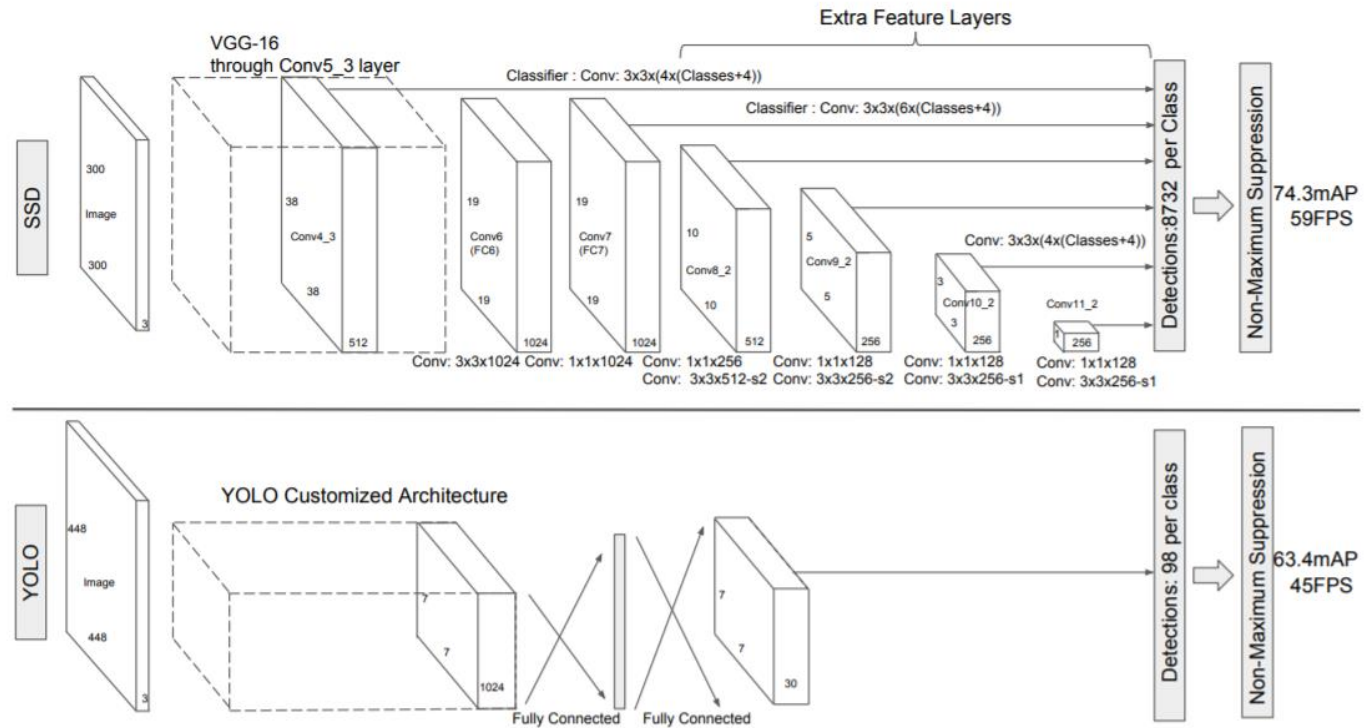 Extra Feature Layers
VGG-16
through Conv5_3 layer
Classifier : Conv: 3x3x(4x(Classes+4))
Classifier : Conv: 3x3x(6x(Classes+4))
SSD
300
Image
300
3
38
Conv4_3
38
512
19
Conv6
(FC6)
19
1024
19
Conv7
(FC7)
19
1024
10
Conv8_2
10
512
5
Conv9_2
5
256
Conv: 3x3x(4x(Classes+4))
3
Conv10_2
3
256
Conv11_2
1
256
Conv: 3x3x1024
Conv: 1x1x1024
Conv: 1x1x256
Conv: 3x3x512-s2
Conv: 1x1x128
Conv: 3x3x256-s2
Conv: 1x1x128
Conv: 3x3x256-s1
Conv: 1x1x128
Conv: 3x3x256-s1
Detections:8732 per Class
Non-Maximum Suppression
74.3mAP
59FPS
YOLO
448
Image
448
3
YOLO Customized Architecture
7
7
1024
Fully Connected
Fully Connected
7
7
30
Detections: 98 per class
Non-Maximum Suppression
63.4mAP
45FPS